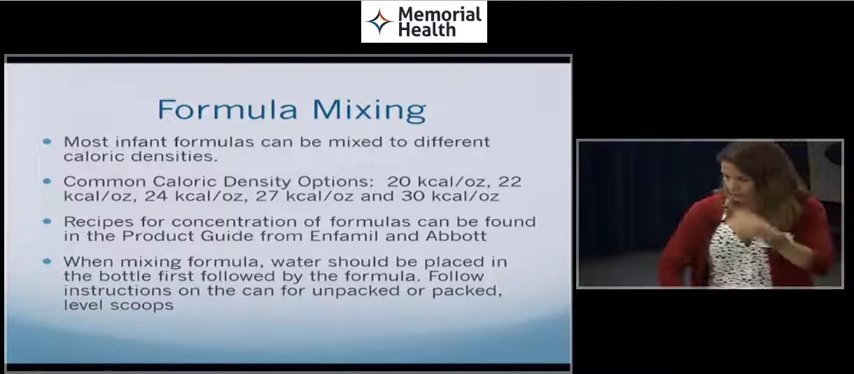 Memorial
Health
Formula Mixing
• Most infant formulas can be mixed to different
caloric densities.
• Common Caloric Density Options:  20 kcal/oz, 22
kcal/oz, 24 kcal/oz, 27 kcal/oz and 30 kcal/oz
• Recipes for concentration of formulas can be found
in the Product Guide from Enfamil and Abbott
• When mixing formula, water should be placed in
the bottle first followed by the formula. Follow
instructions on the can for unpacked or packed,
level scoops